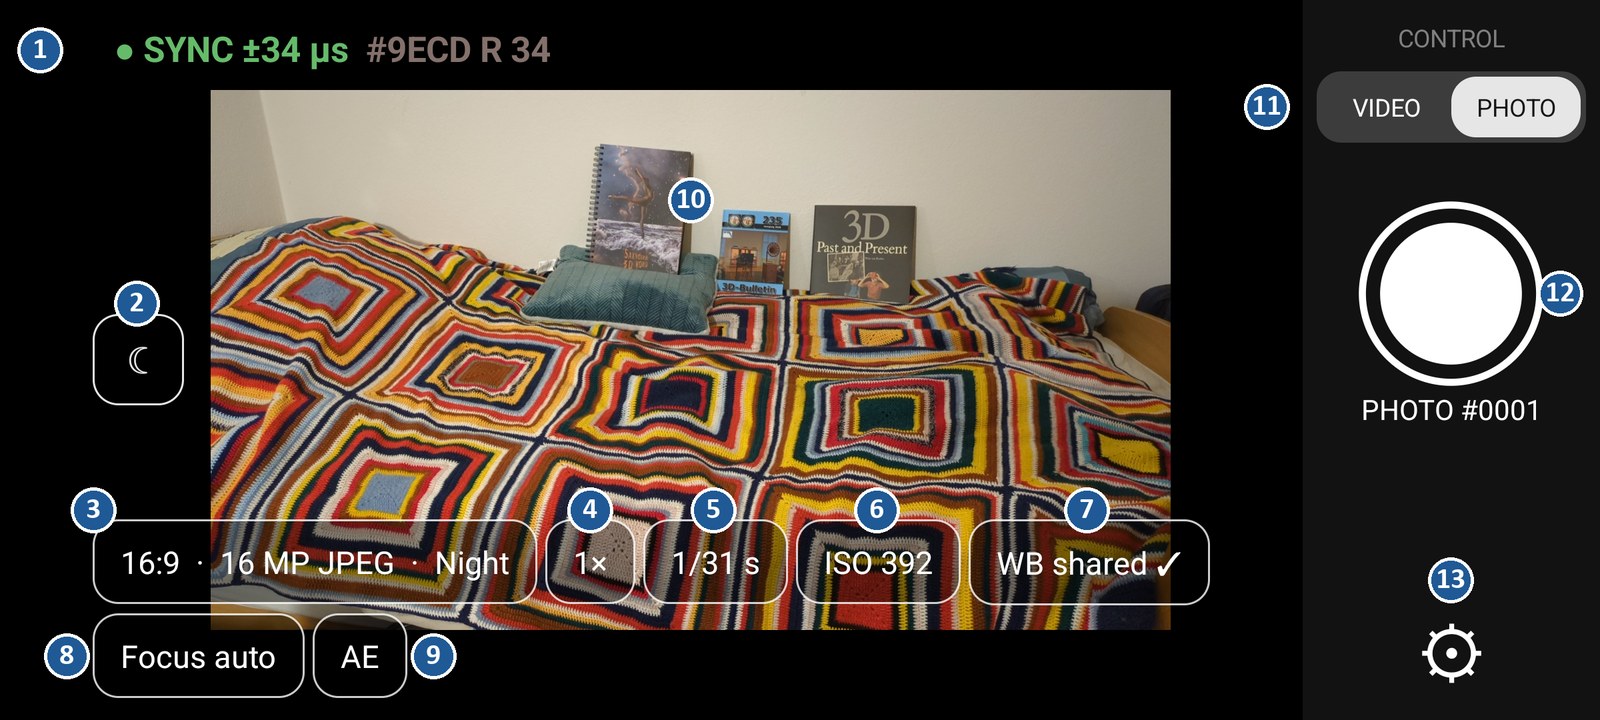 1
● SYNC ±34 µs #9ECD R 34
CONTROL
11
VIDEO PHOTO
10
235
3D
Past and Present
3D-Bulletin
2
☾
12
PHOTO #0001
3
4
5
6
7
16:9 · 16 MP JPEG · Night
1×
1/31 s
ISO 392
WB shared ✓
13
8
Focus auto
AE
9